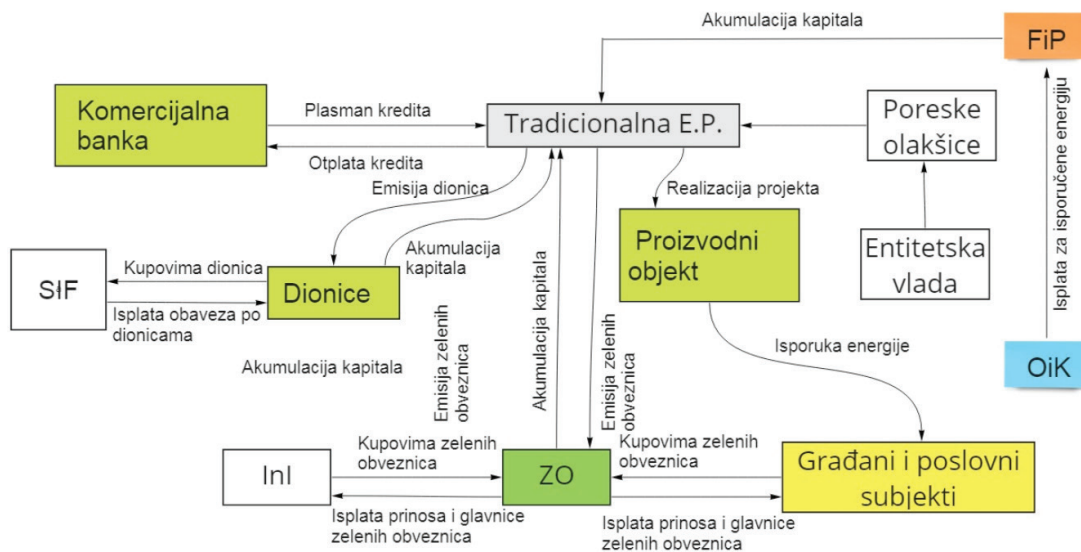 Akumulacija kapitala
FiP
Komercijalna
banka
Plasman kredita
Tradicionalna E.P.
Poreske
olakšice
Otplata kredita
Emisija dionica
Realizacija projekta
Isplata za isporučene energiju
Proizvodni
objekt
Entitetska
vlada
Akumulacija
kapitala
Kupovima dionica
SIF
Dionice
Isplata obaveza po
dionicama
Akumulacija kapitala
Emisija zelenih
obveznica
Akumulacija kapitala
Emisija zelenih
obveznica
Isporuka energije
OiK
Kupovima zelenih
obveznica
Kupovima zelenih
obveznica
InI
ZO
Građani i poslovni
subjekti
Isplata prinosa i glavnice
zelenih obveznica
Isplata prinosa i glavnice
zelenih obveznica